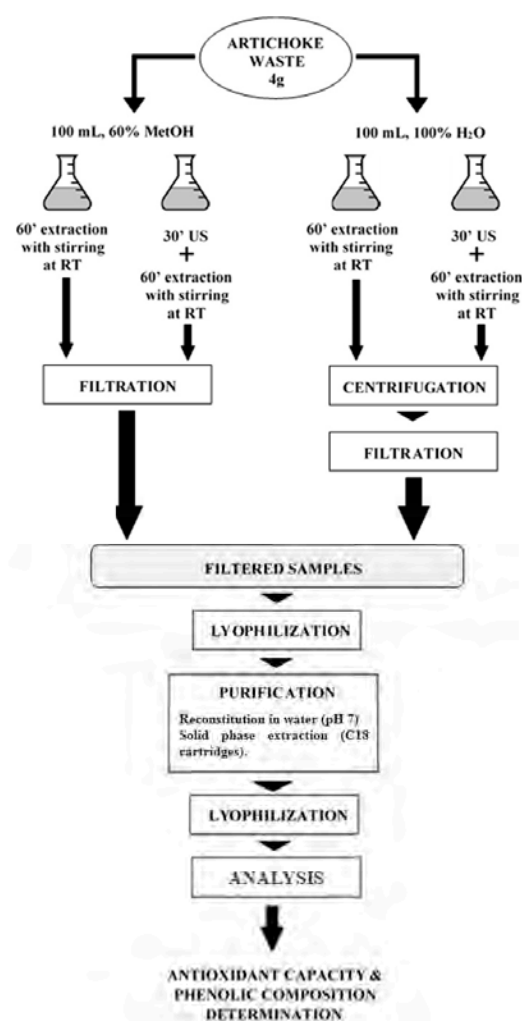 ARTICHOKE
WASTE
4g
100 mL, 60% MetOH
100 mL, 100% H₂O
60' extraction
with stirring
at RT
30' US
+
60' extraction
with stirring
at RT
60' extraction
with stirring
at RT
30' US
+
60' extraction
with stirring
at RT
FILTRATION
CENTRIFUGATION
FILTRATION
FILTERED SAMPLES
LYOPHILIZATION
PURIFICATION
Reconstitution in water (pH 7)
Solid phase extraction (C18
cartridges).
LYOPHILIZATION
ANALYSIS
ANTIOXIDANT CAPACITY &
PHENOLIC COMPOSITION
DETERMINATION